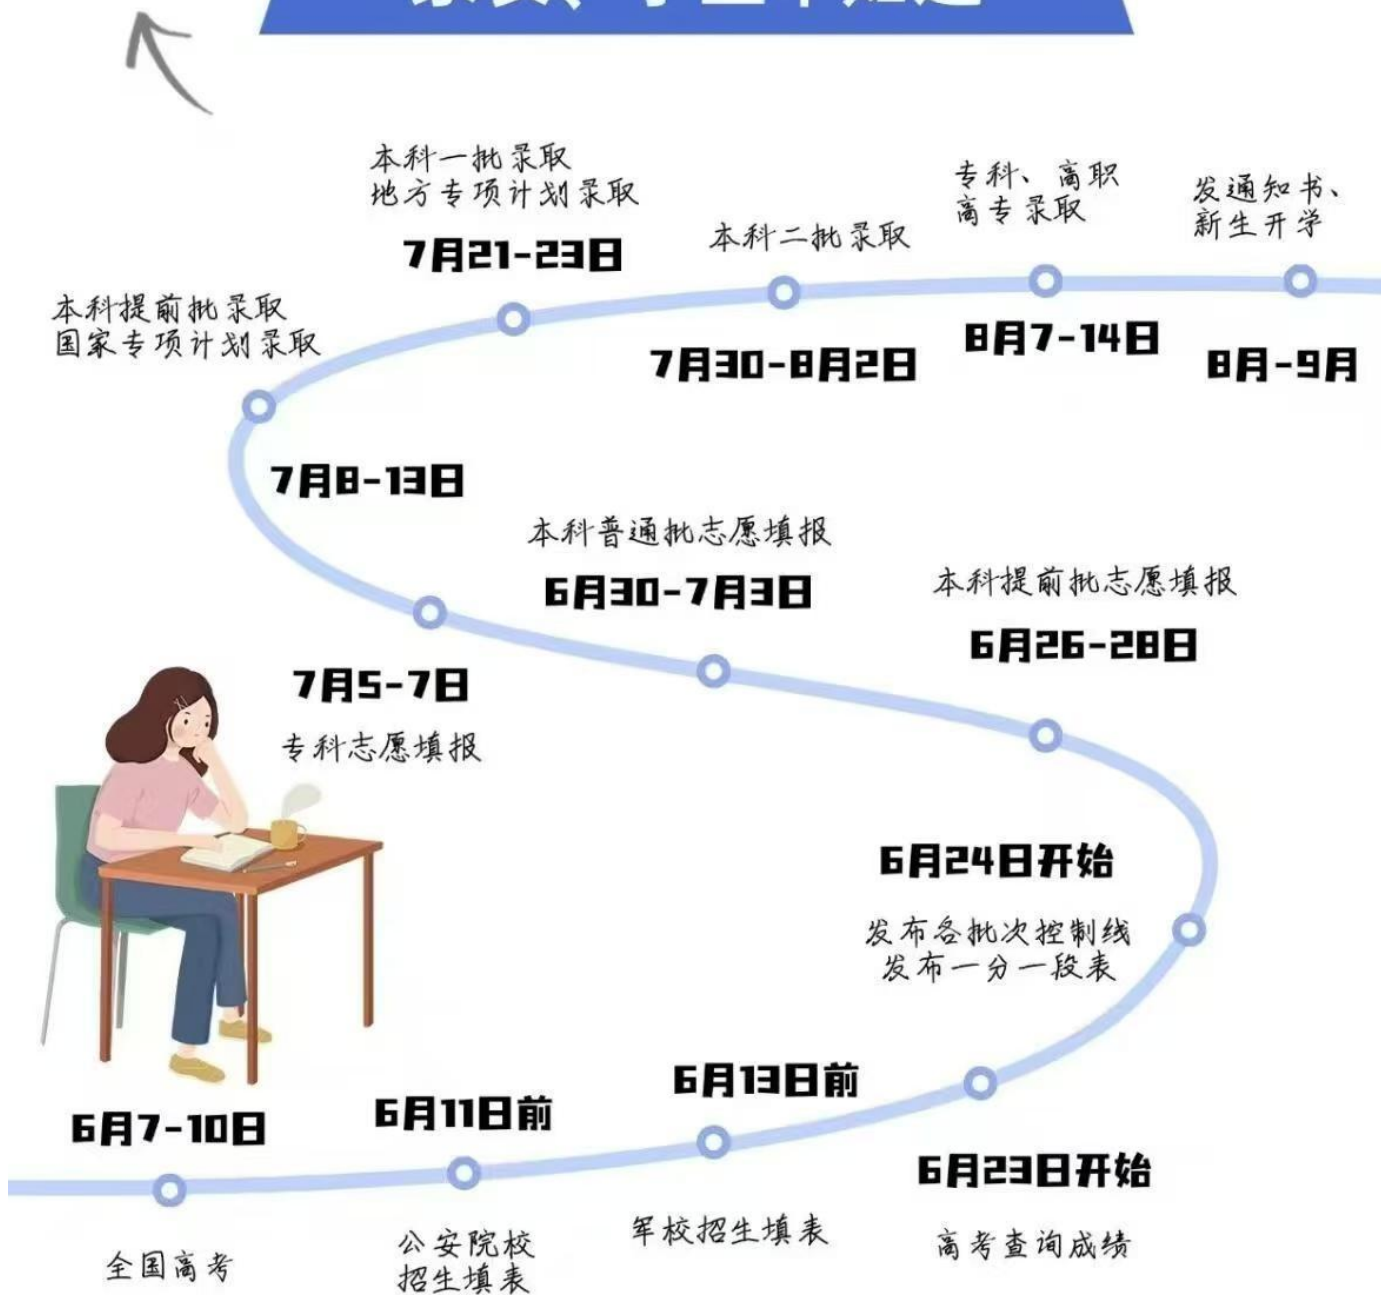 本科一批录取
地方专项计划录取
7月21-23日
本科二批录取
7月30-8月2日
专科、高职
高专录取
8月7-14日
发通知书、
新生开学
8月-9月
本科提前批录取
国家专项计划录取
7月8-13日
本科普通批志愿填报
6月30-7月3日
本科提前批志愿填报
6月26-28日
7月5-7日
专科志愿填报
6月24日开始
发布各批次控制线
发布一分一段表
6月7-10日
全国高考
6月11日前
公安院校
招生填表
6月13日前
军校招生填表
6月23日开始
高考查询成绩